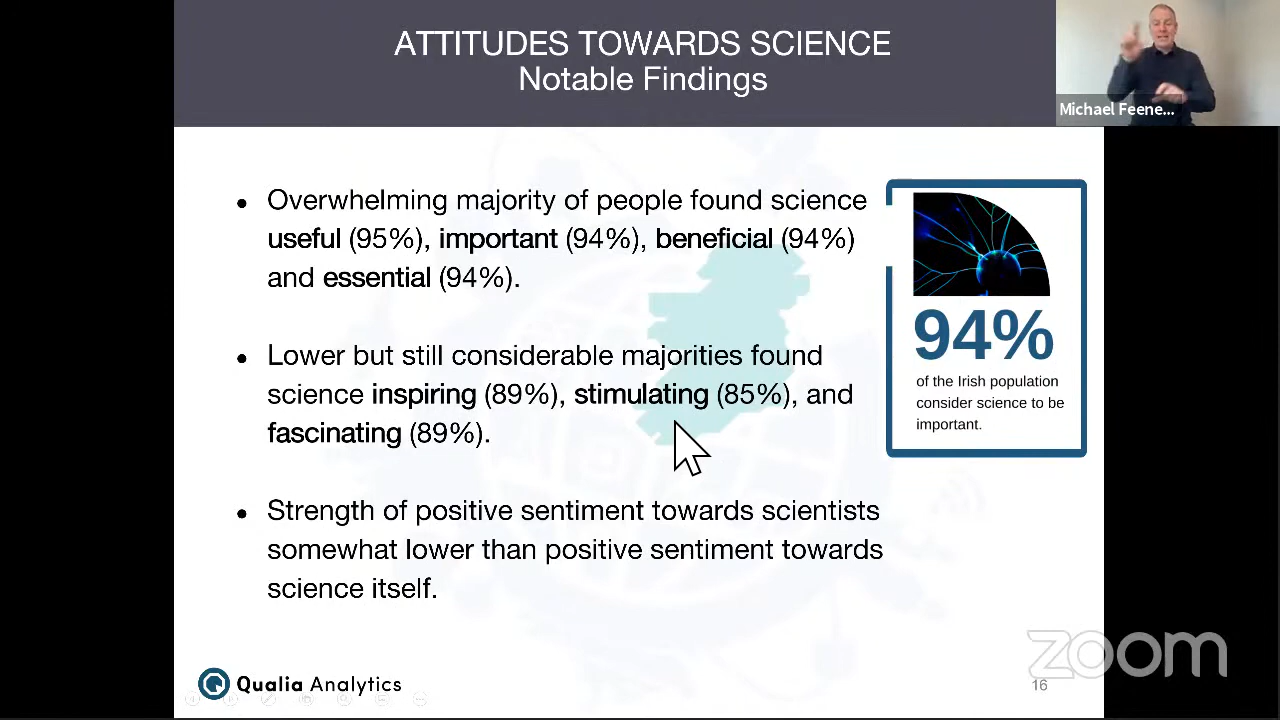 ATTITUDES TOWARDS SCIENCE
Notable Findings
Michael Feene...
● Overwhelming majority of people found science
useful (95%), important (94%), beneficial (94%)
and essential (94%).
● Lower but still considerable majorities found
science inspiring (89%), stimulating (85%), and
fascinating (89%).
● Strength of positive sentiment towards scientists
somewhat lower than positive sentiment towards
science itself.
94%
of the Irish population
consider science to be
important.
Qualia Analytics
zoom
16